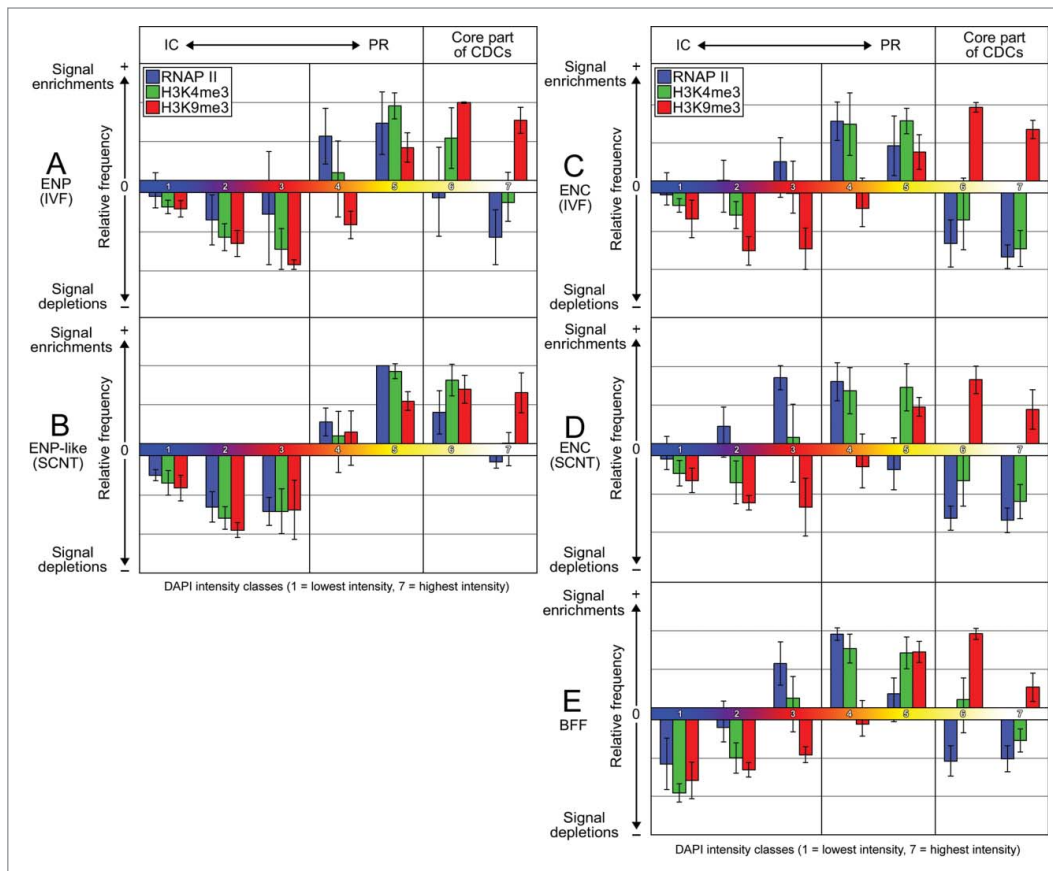 IC PR Core part
of CDCs
Signal
enrichments +
RNAP II
H3K4me3
H3K9me3
A
ENP
(IVF)
Relative frequency
0
1 2 3 4 5 6 7
Signal
depletions −
Signal
enrichments +
B
ENP-like
(SCNT)
Relative frequency
0
1 2 3 4 5 6 7
Signal
depletions −
DAPI intensity classes (1 = lowest intensity, 7 = highest intensity)
IC PR Core part
of CDCs
Signal
enrichments +
RNAP II
H3K4me3
H3K9me3
C
ENC
(IVF)
Relative frequency
0
1 2 3 4 5 6 7
Signal
depletions −
Signal
enrichments +
D
ENC
(SCNT)
Relative frequency
0
1 2 3 4 5 6 7
Signal
depletions −
Signal
enrichments +
E
BFF
Relative frequency
0
1 2 3 4 5 6 7
Signal
depletions −
DAPI intensity classes (1 = lowest intensity, 7 = highest intensity)